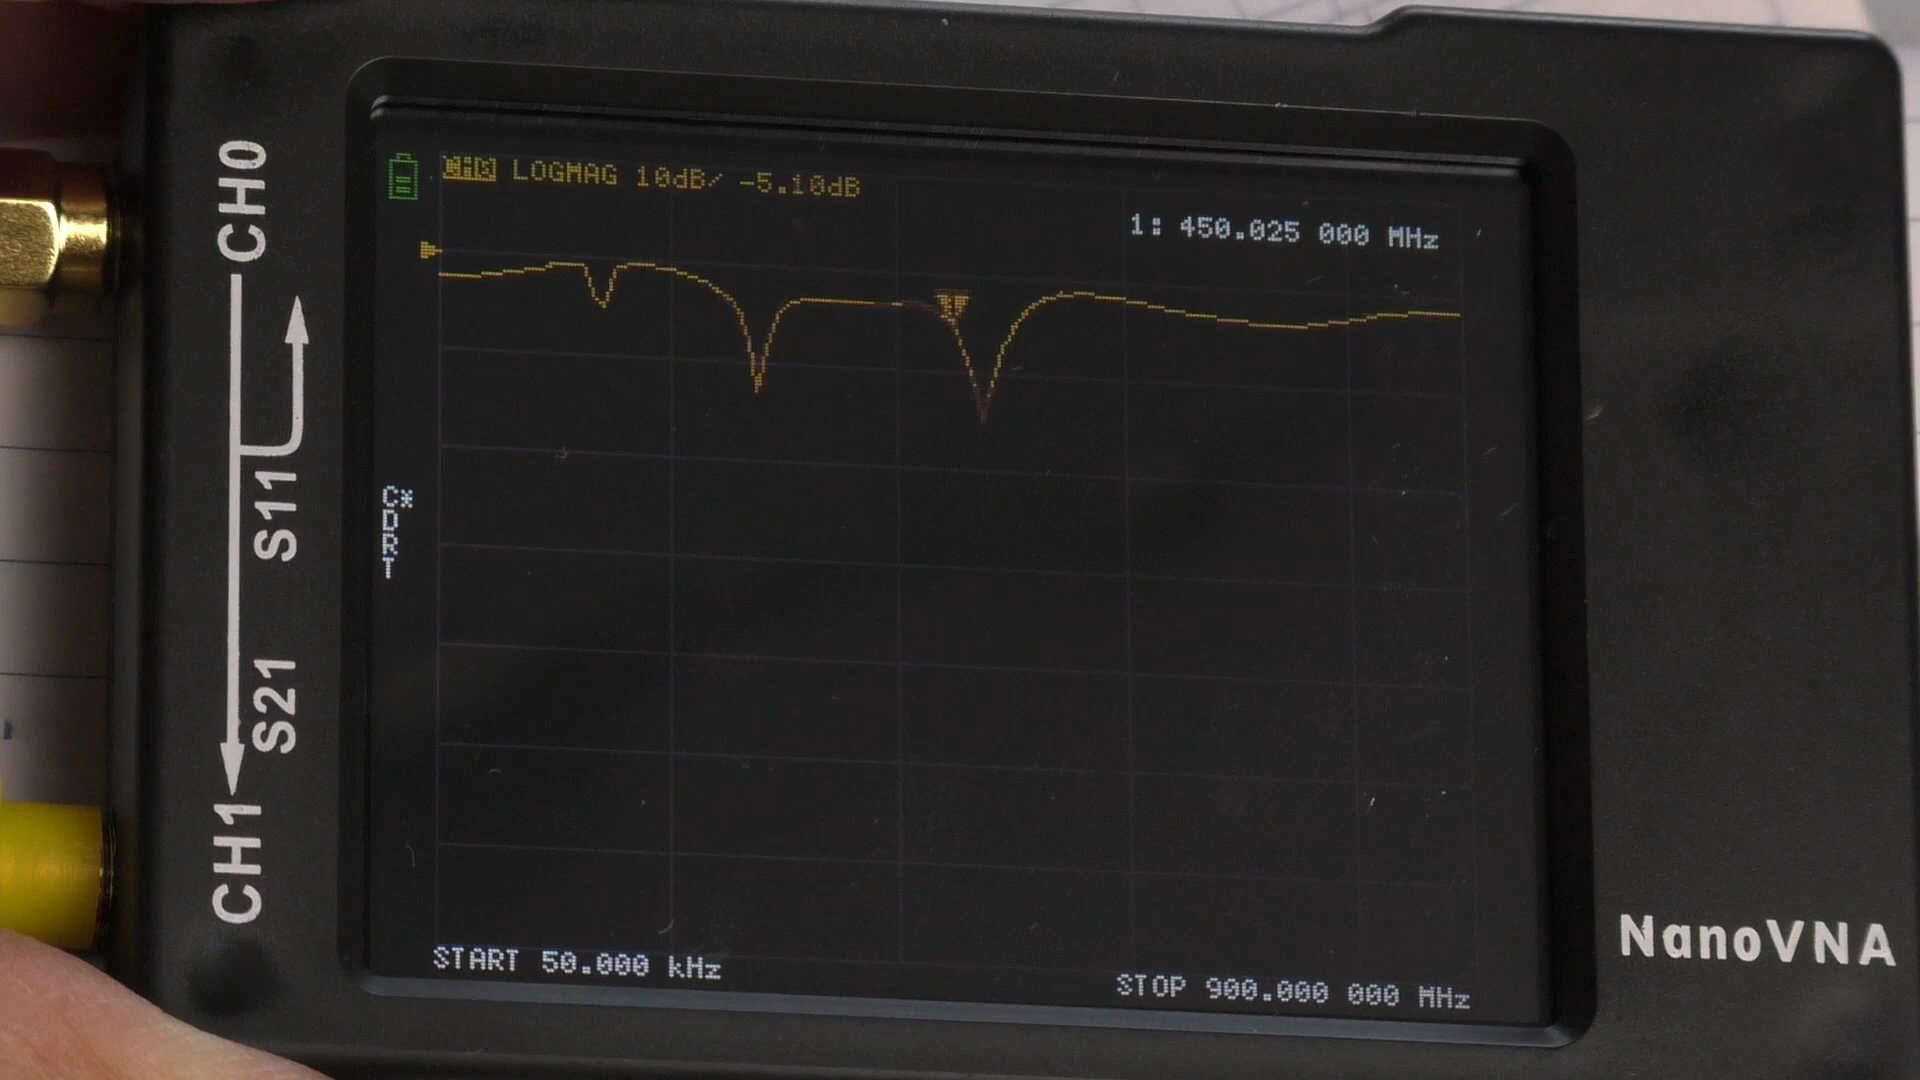 CH0 LOGMAG 10dB/ -5.10dB
1: 450.025 000 MHz
CH0
S11
S21
CH1
C*
D
R
T
START 50.000 kHz
STOP 900.000 000 MHz
NanoVNA